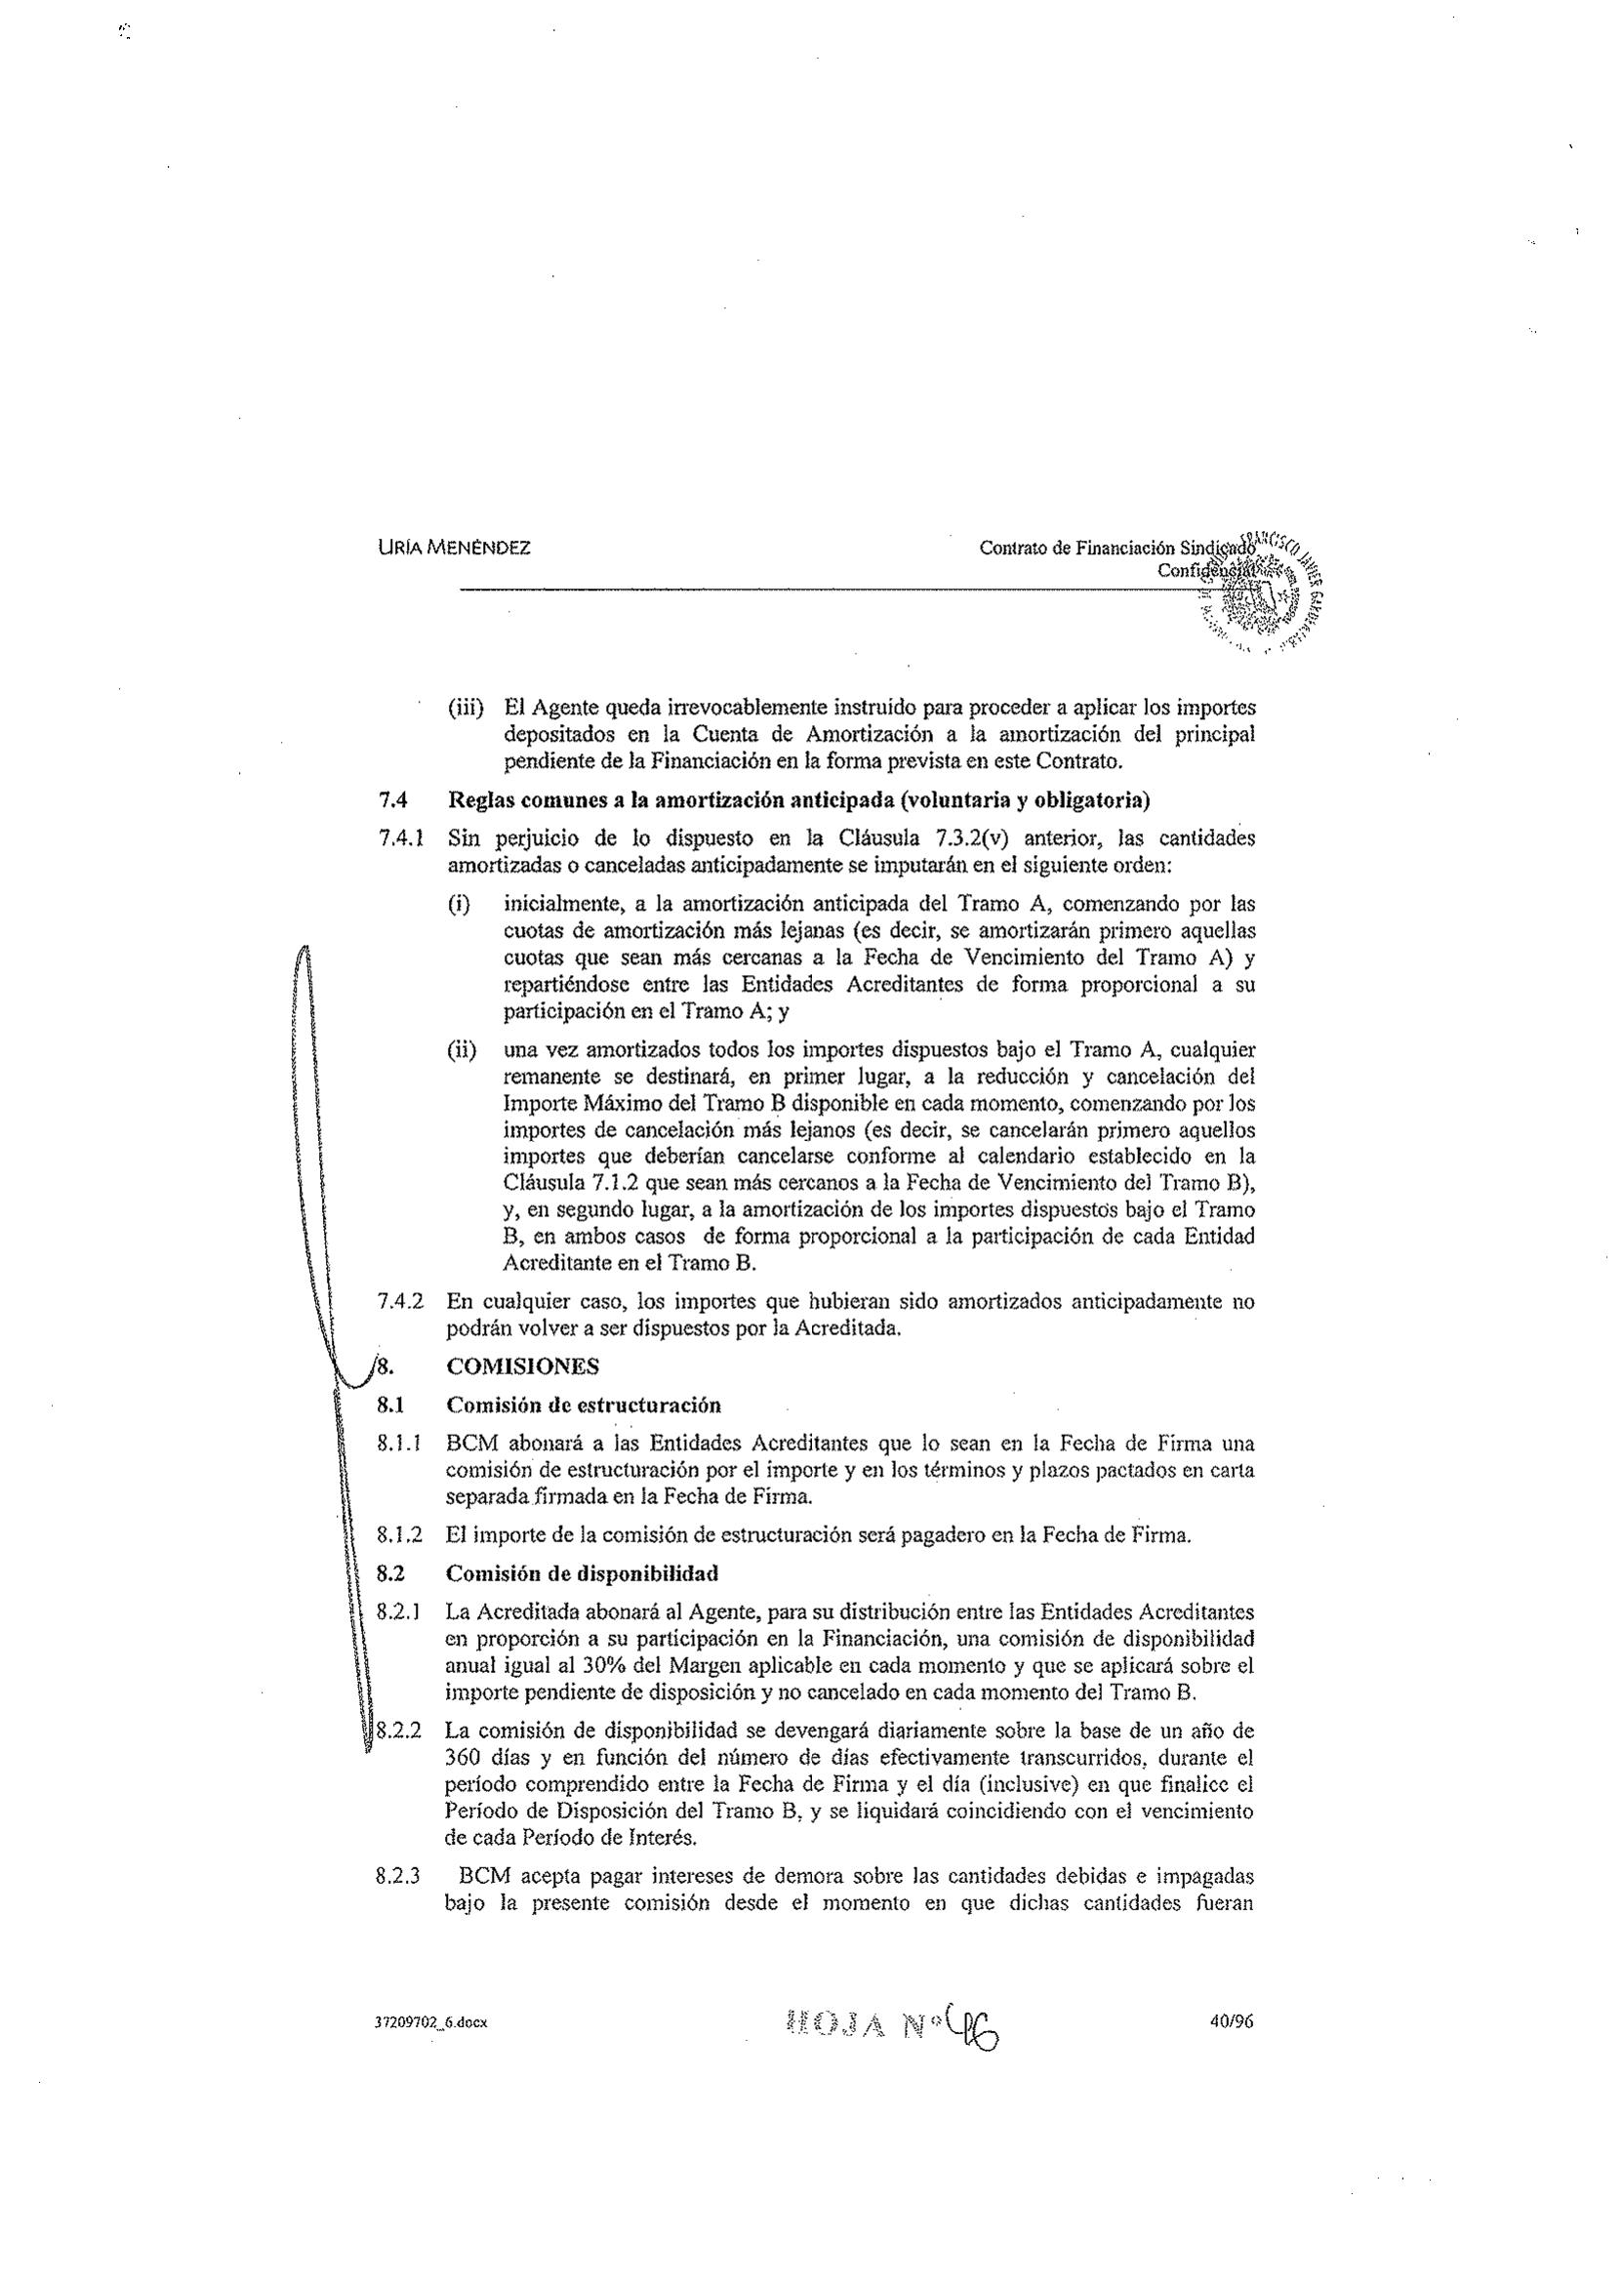 URÍA MENÉNDEZ
Contrato de Financiación Sindicado
Confidencial
FRANCISCO JAVIER
(iii) El Agente queda irrevocablemente instruido para proceder a aplicar los importes
depositados en la Cuenta de Amortización a la amortización del principal
pendiente de la Financiación en la forma prevista en este Contrato.
7.4 Reglas comunes a la amortización anticipada (voluntaria y obligatoria)
7.4.1 Sin perjuicio de lo dispuesto en la Cláusula 7.3.2(v) anterior, las cantidades
amortizadas o canceladas anticipadamente se imputarán en el siguiente orden:
(i) inicialmente, a la amortización anticipada del Tramo A, comenzando por las
cuotas de amortización más lejanas (es decir, se amortizarán primero aquellas
cuotas que sean más cercanas a la Fecha de Vencimiento del Tramo A) y
repartiéndose entre las Entidades Acreditantes de forma proporcional a su
participación en el Tramo A; y
(ii) una vez amortizados todos los importes dispuestos bajo el Tramo A, cualquier
remanente se destinará, en primer lugar, a la reducción y cancelación del
Importe Máximo del Tramo B disponible en cada momento, comenzando por los
importes de cancelación más lejanos (es decir, se cancelarán primero aquellos
importes que deberían cancelarse conforme al calendario establecido en la
Cláusula 7.1.2 que sean más cercanos a la Fecha de Vencimiento del Tramo B),
y, en segundo lugar, a la amortización de los importes dispuestos bajo el Tramo
B, en ambos casos de forma proporcional a la participación de cada Entidad
Acreditante en el Tramo B.
7.4.2 En cualquier caso, los importes que hubieran sido amortizados anticipadamente no
podrán volver a ser dispuestos por la Acreditada.
8. COMISIONES
8.1 Comisión de estructuración
8.1.1 BCM abonará a las Entidades Acreditantes que lo sean en la Fecha de Firma una
comisión de estructuración por el importe y en los términos y plazos pactados en carta
separada firmada en la Fecha de Firma.
8.1.2 El importe de la comisión de estructuración será pagadero en la Fecha de Firma.
8.2 Comisión de disponibilidad
8.2.1 La Acreditada abonará al Agente, para su distribución entre las Entidades Acreditantes
en proporción a su participación en la Financiación, una comisión de disponibilidad
anual igual al 30% del Margen aplicable en cada momento y que se aplicará sobre el
importe pendiente de disposición y no cancelado en cada momento del Tramo B.
8.2.2 La comisión de disponibilidad se devengará diariamente sobre la base de un año de
360 días y en función del número de días efectivamente transcurridos, durante el
período comprendido entre la Fecha de Firma y el día (inclusive) en que finalice el
Período de Disposición del Tramo B, y se liquidará coincidiendo con el vencimiento
de cada Período de Interés.
8.2.3 BCM acepta pagar intereses de demora sobre las cantidades debidas e impagadas
bajo la presente comisión desde el momento en que dichas cantidades fueran
37209702_6.docx
HOJA Nº 46
40/96